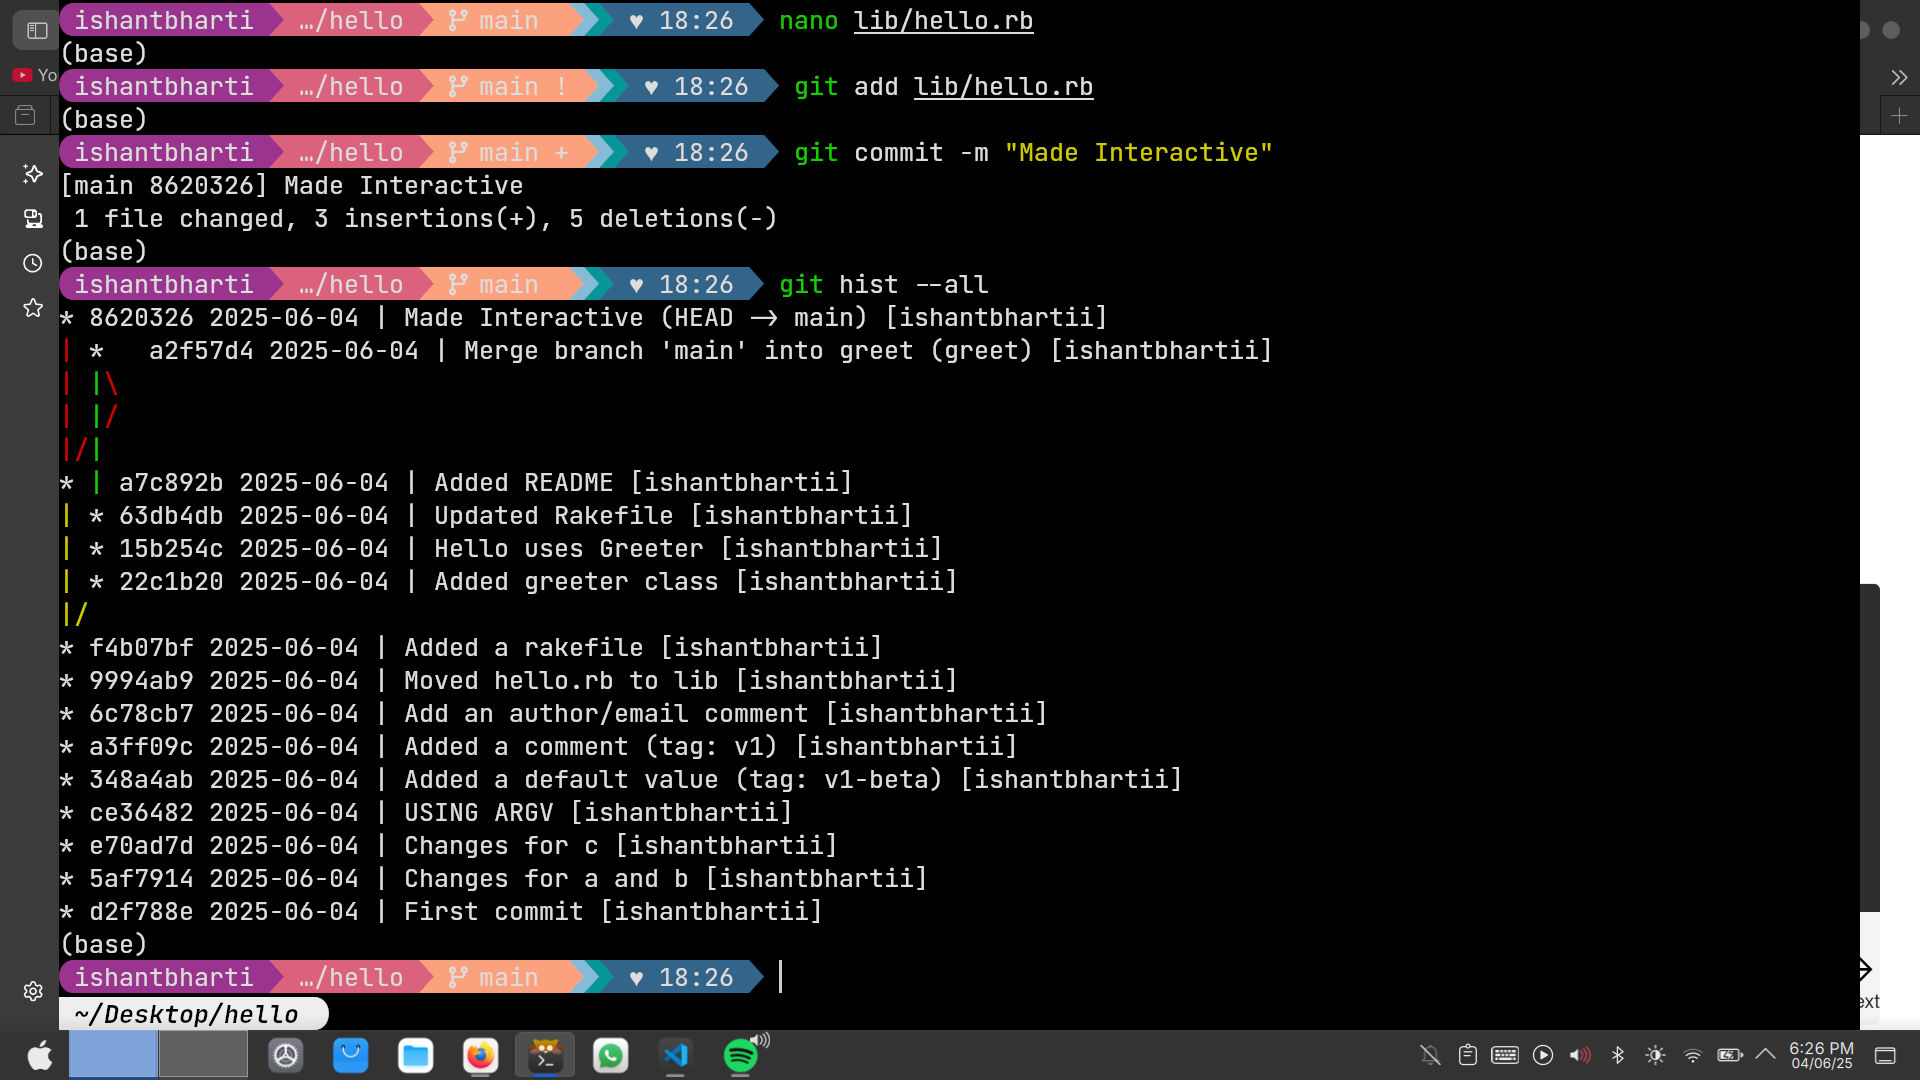 ishantbharti …/hello main ♥ 18:26 nano lib/hello.rb
(base)
Yo
ishantbharti …/hello main ! ♥ 18:26 git add lib/hello.rb
(base)
ishantbharti …/hello main + ♥ 18:26 git commit -m "Made Interactive"
[main 8620326] Made Interactive
1 file changed, 3 insertions(+), 5 deletions(-)
(base)
ishantbharti …/hello main ♥ 18:26 git hist --all
* 8620326 2025-06-04 | Made Interactive (HEAD -> main) [ishantbhartii]
| *   a2f57d4 2025-06-04 | Merge branch 'main' into greet (greet) [ishantbhartii]
| |\
| |/
|/|
* | a7c892b 2025-06-04 | Added README [ishantbhartii]
| * 63db4db 2025-06-04 | Updated Rakefile [ishantbhartii]
| * 15b254c 2025-06-04 | Hello uses Greeter [ishantbhartii]
| * 22c1b20 2025-06-04 | Added greeter class [ishantbhartii]
|/
* f4b07bf 2025-06-04 | Added a rakefile [ishantbhartii]
* 9994ab9 2025-06-04 | Moved hello.rb to lib [ishantbhartii]
* 6c78cb7 2025-06-04 | Add an author/email comment [ishantbhartii]
* a3ff09c 2025-06-04 | Added a comment (tag: v1) [ishantbhartii]
* 348a4ab 2025-06-04 | Added a default value (tag: v1-beta) [ishantbhartii]
* ce36482 2025-06-04 | USING ARGV [ishantbhartii]
* e70ad7d 2025-06-04 | Changes for c [ishantbhartii]
* 5af7914 2025-06-04 | Changes for a and b [ishantbhartii]
* d2f788e 2025-06-04 | First commit [ishantbhartii]
(base)
ishantbharti …/hello main ♥ 18:26
ext
~/Desktop/hello
6:26 PM
04/06/25